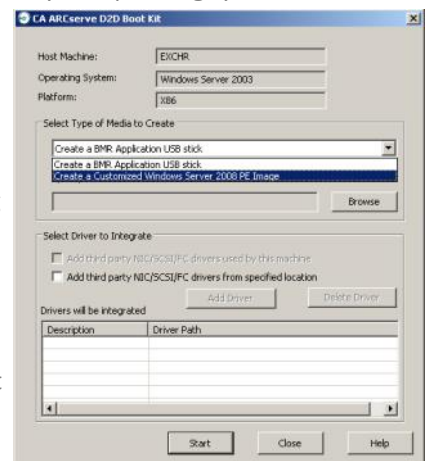 CA ARCserve D2D Boot Kit
Host Machine: EXCHR
Operating System: Windows Server 2003
Platform: X86
Select Type of Media to Create
Create a BMR Application USB stick
Create a BMR Application USB stick
Create a Customized Windows Server 2008 PE Image
Browse
Select Driver to Integrate
Add third party NIC/SCSI/FC drivers used by this machine
Add third party NIC/SCSI/FC drivers from specified location
Add Driver Delete Driver
Drivers will be integrated
Description Driver Path
Start Close Help